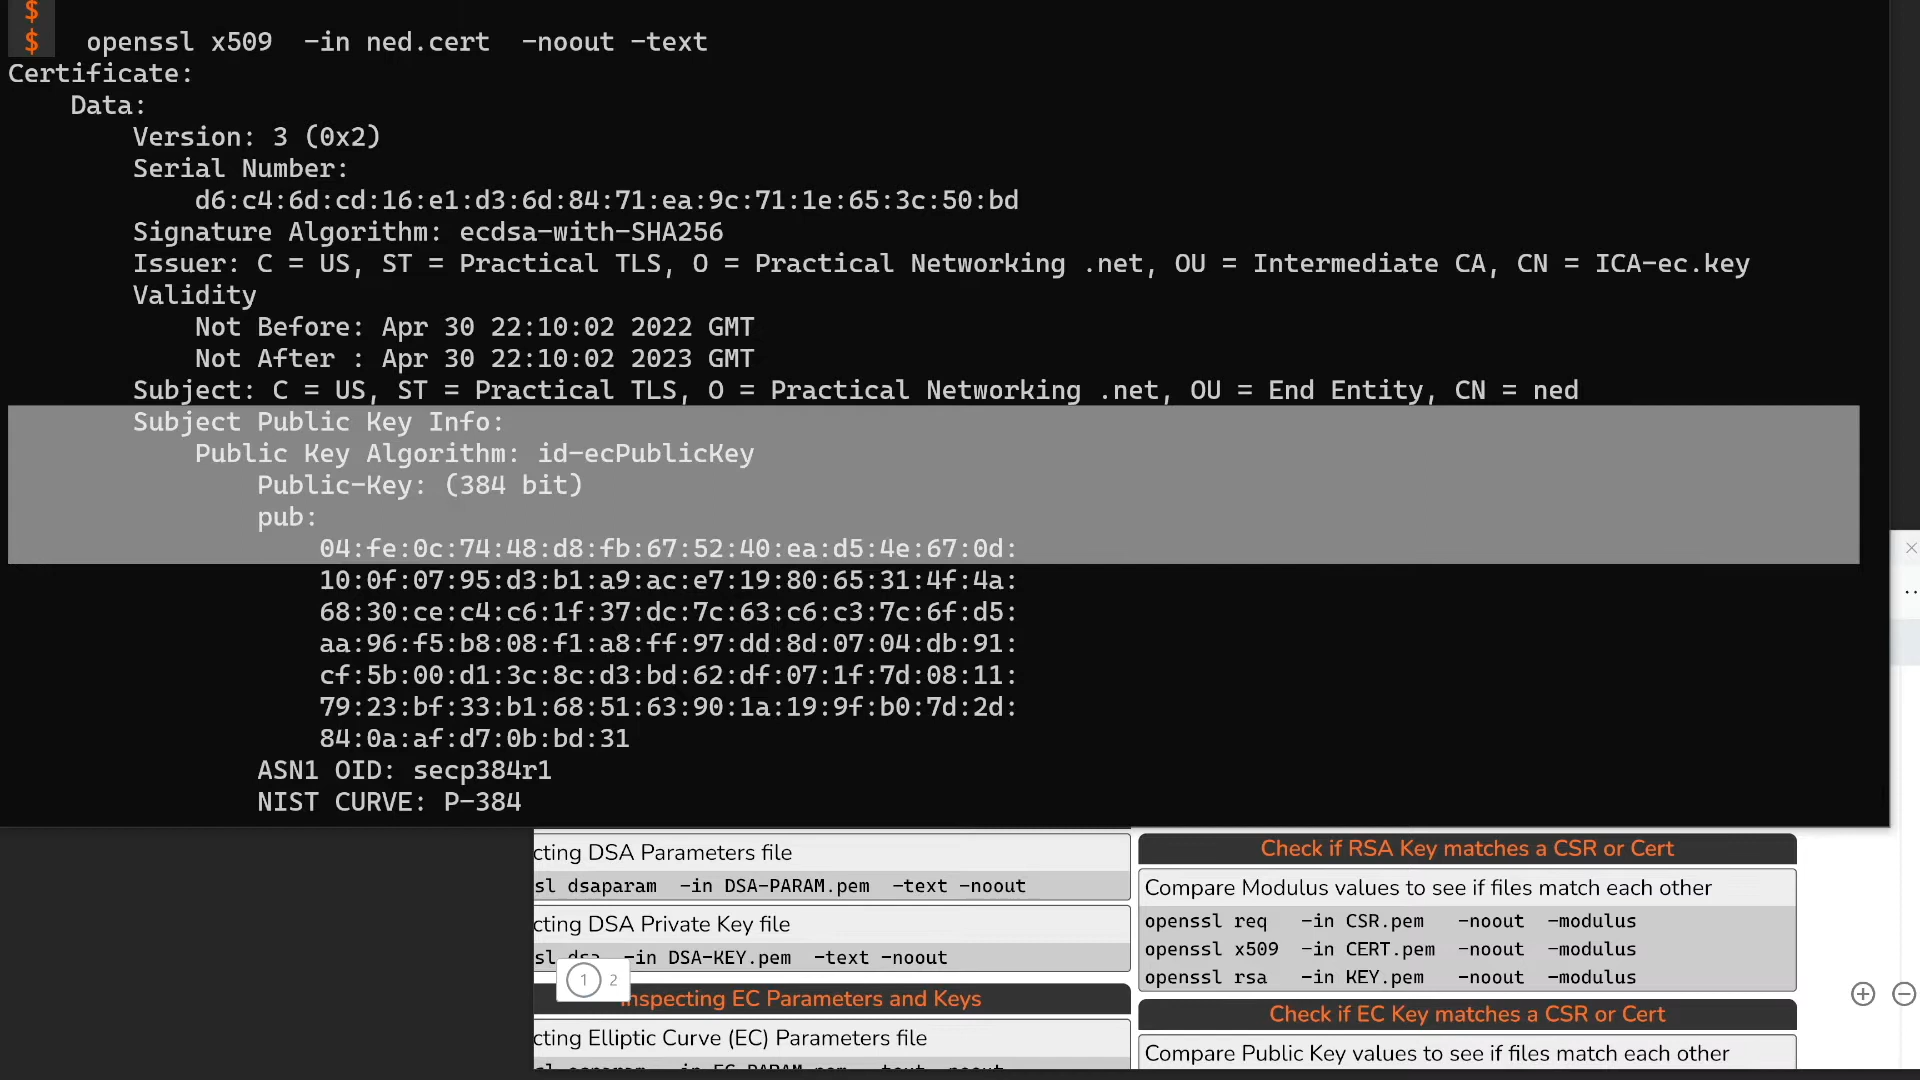 $
$ openssl x509 -in ned.cert -noout -text
Certificate:
Data:
Version: 3 (0x2)
Serial Number:
d6:c4:6d:cd:16:e1:d3:6d:84:71:ea:9c:71:1e:65:3c:50:bd
Signature Algorithm: ecdsa-with-SHA256
Issuer: C = US, ST = Practical TLS, O = Practical Networking .net, OU = Intermediate CA, CN = ICA-ec.key
Validity
Not Before: Apr 30 22:10:02 2022 GMT
Not After : Apr 30 22:10:02 2023 GMT
Subject: C = US, ST = Practical TLS, O = Practical Networking .net, OU = End Entity, CN = ned
Subject Public Key Info:
Public Key Algorithm: id-ecPublicKey
Public-Key: (384 bit)
pub:
04:fe:0c:74:48:d8:fb:67:52:40:ea:d5:4e:67:0d:
10:0f:07:95:d3:b1:a9:ac:e7:19:80:65:31:4f:4a:
68:30:ce:c4:c6:1f:37:dc:7c:63:c6:c3:7c:6f:d5:
aa:96:f5:b8:08:f1:a8:ff:97:dd:8d:07:04:db:91:
cf:5b:00:d1:3c:8c:d3:bd:62:df:07:1f:7d:08:11:
79:23:bf:33:b1:68:51:63:90:1a:19:9f:b0:7d:2d:
84:0a:af:d7:0b:bd:31
ASN1 OID: secp384r1
NIST CURVE: P-384
cting DSA Parameters file
sl dsaparam -in DSA-PARAM.pem -text -noout
cting DSA Private Key file
sl dsa -in DSA-KEY.pem -text -noout
1 2
Inspecting EC Parameters and Keys
cting Elliptic Curve (EC) Parameters file
Check if RSA Key matches a CSR or Cert
Compare Modulus values to see if files match each other
openssl req -in CSR.pem -noout -modulus
openssl x509 -in CERT.pem -noout -modulus
openssl rsa -in KEY.pem -noout -modulus
Check if EC Key matches a CSR or Cert
Compare Public Key values to see if files match each other